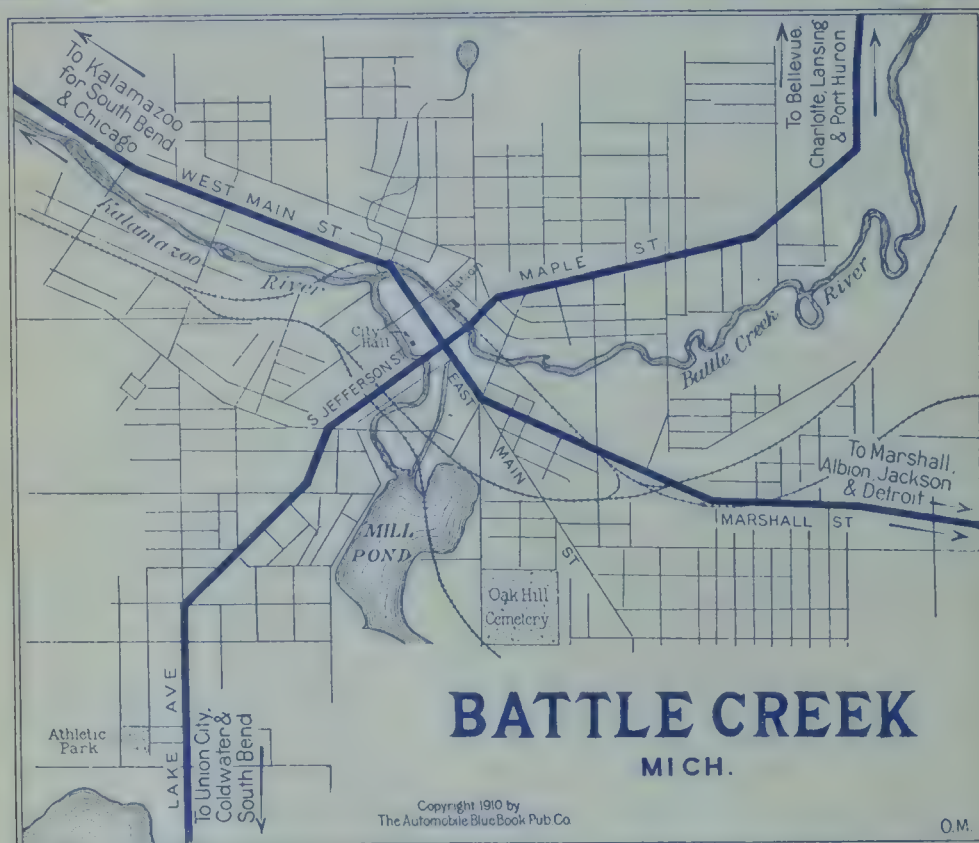 To Kalamazoo
for South Bend
& Chicago
To Bellevue.
Charlotte, Lansing
& Port Huron
WEST MAIN ST
Kalamazoo
River
Station
MAPLE ST
City
Hall
S JEFFERSON ST
EAST
MAIN
ST
Battle Creek
River
To Marshall,
Albion, Jackson
& Detroit
MARSHALL ST
MILL
POND
Oak Hill
Cemetery
LAKE AVE
Athletic
Park
To Union City,
Coldwater &
South Bend
BATTLE CREEK
MICH.
Copyright 1910 by
The Automobile Blue Book Pub Co.
O.M.